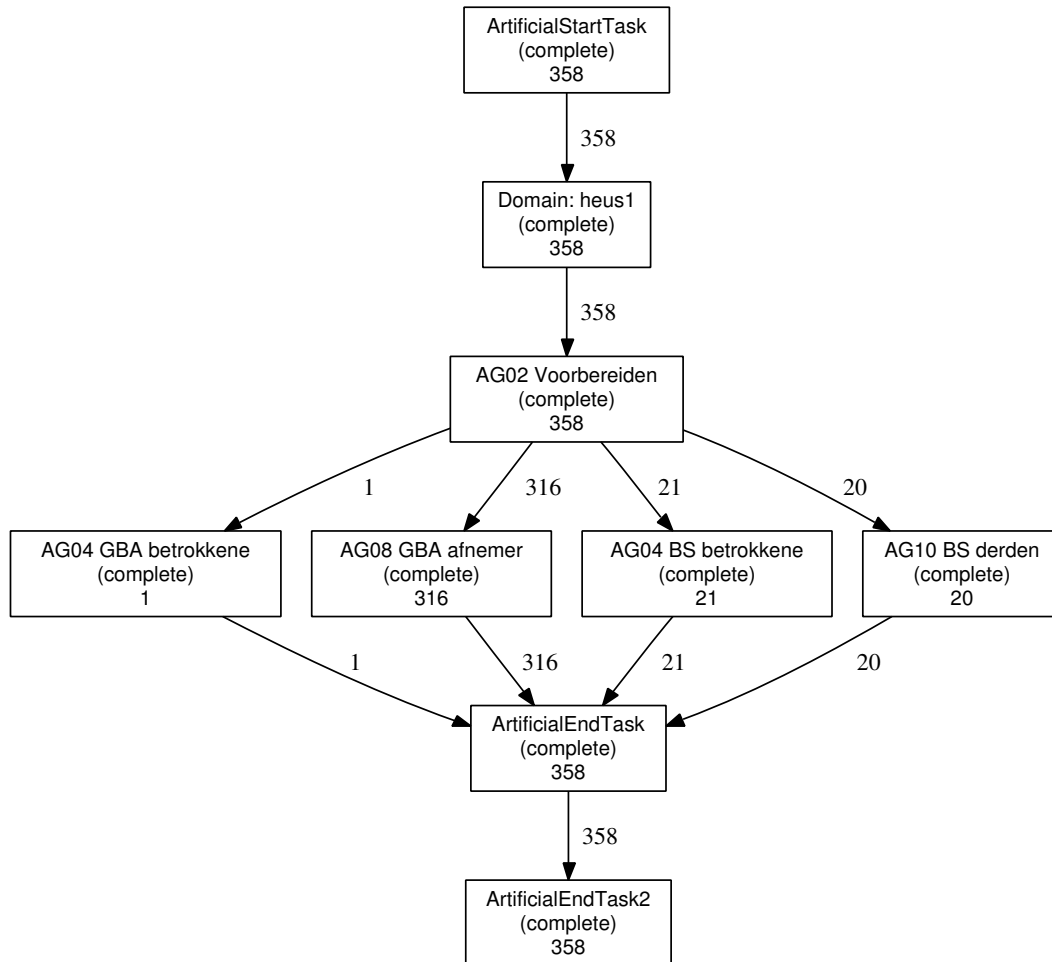 ArtificialStartTask
(complete)
358
358
Domain: heus1
(complete)
358
358
AG02 Voorbereiden
(complete)
358
1
316
21
20
AG04 GBA betrokkene
(complete)
1
AG08 GBA afnemer
(complete)
316
AG04 BS betrokkene
(complete)
21
AG10 BS derden
(complete)
20
1
316
21
20
ArtificialEndTask
(complete)
358
358
ArtificialEndTask2
(complete)
358